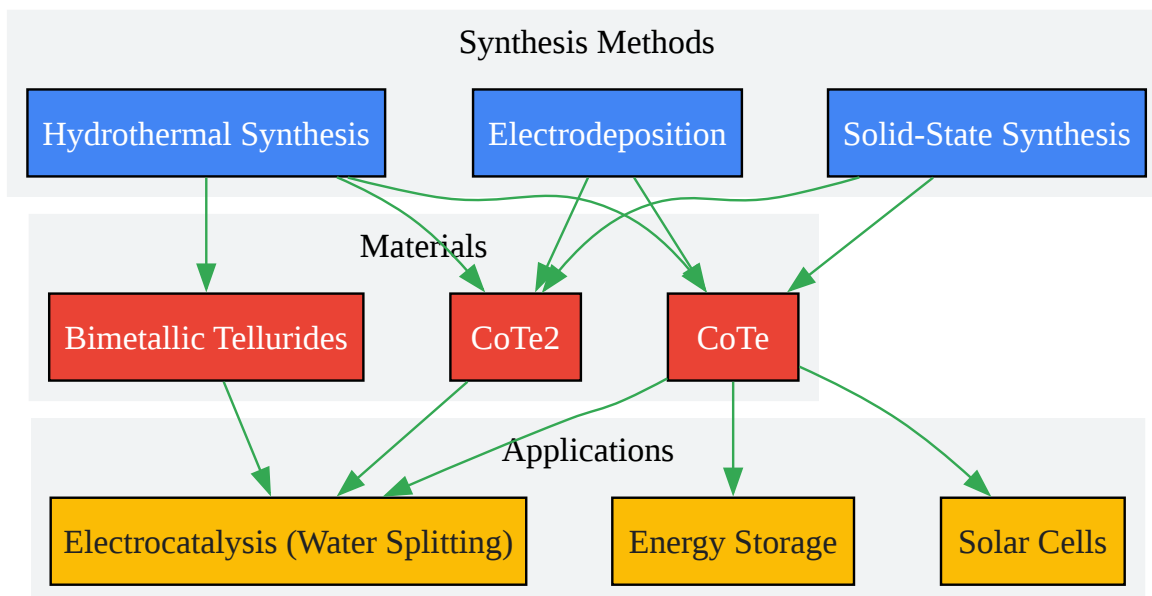 Synthesis Methods
Hydrothermal Synthesis
Electrodeposition
Solid-State Synthesis
Materials
Bimetallic Tellurides
CoTe2
CoTe
Applications
Electrocatalysis (Water Splitting)
Energy Storage
Solar Cells